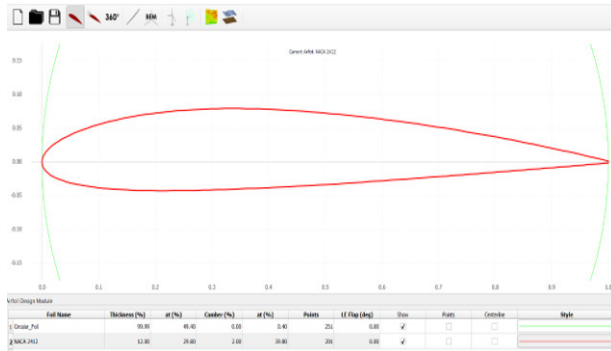 360° BEM
Current Airfoil: NACA 2412
0.15
0.10
0.05
0.00
-0.05
-0.10
-0.15
0.0 0.1 0.2 0.3 0.4 0.5 0.6 0.7 0.8 0.9 1.0
Airfoil Design Module
Foil Name Thickness (%) at (%) Camber (%) at (%) Points LE Flap (deg) Show Points Centerline Style
1 Circular_Foil 99.99 49.40 0.00 0.40 251 0.00
2 NACA 2412 12.00 29.80 2.00 39.80 201 0.00